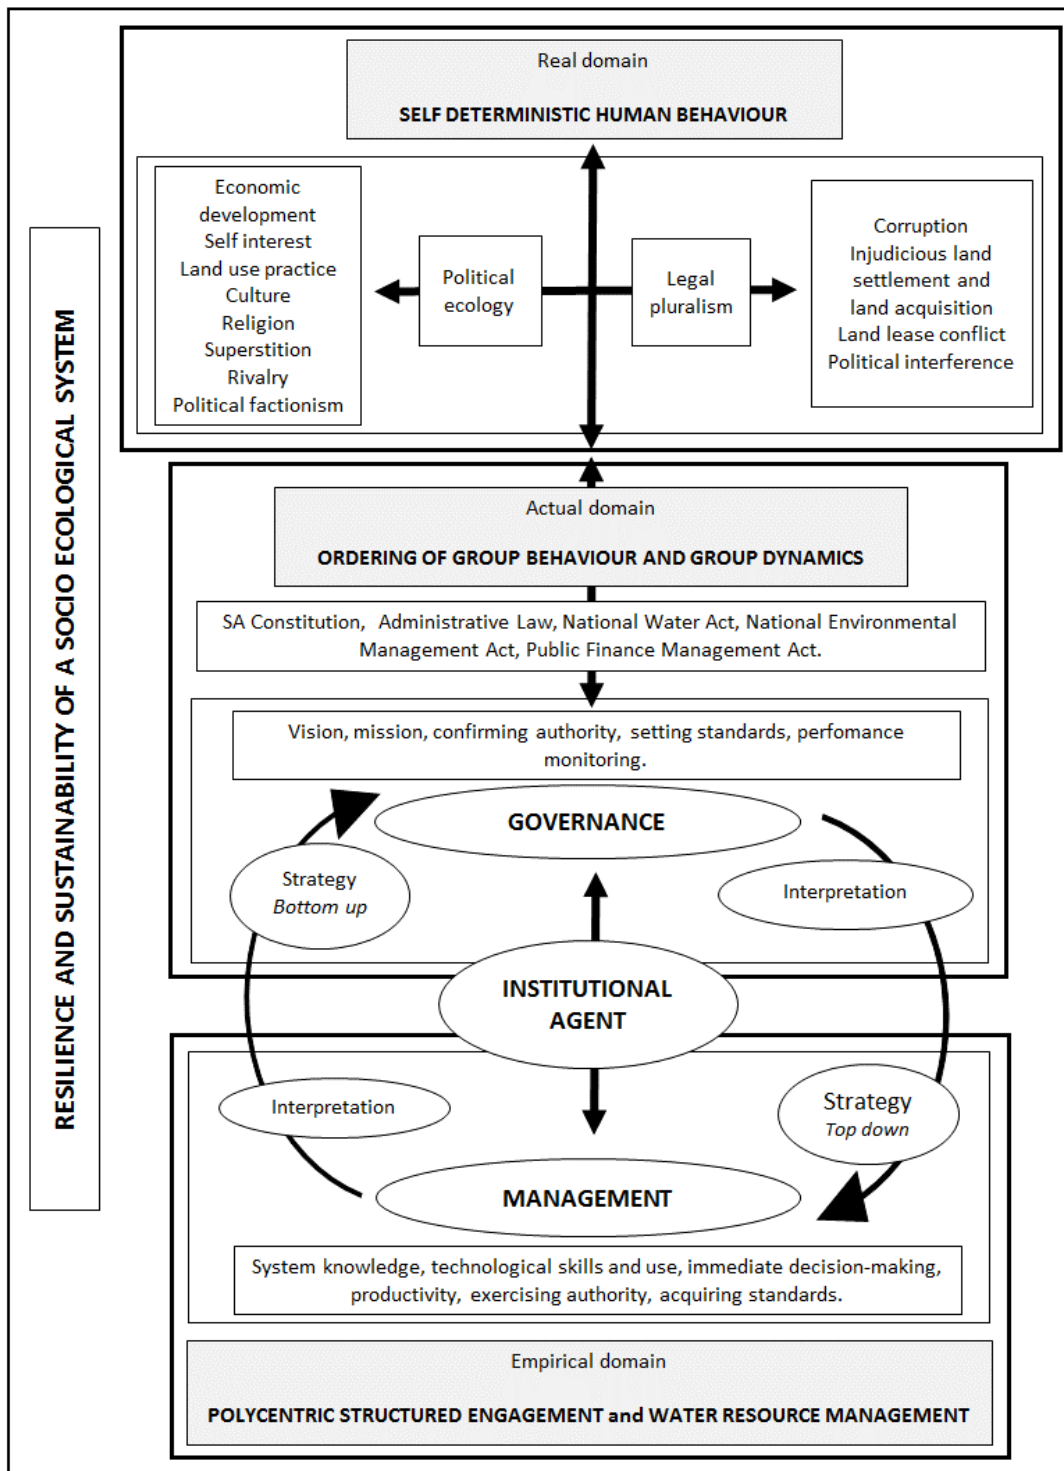 Real domain
SELF DETERMINISTIC HUMAN BEHAVIOUR
Economic
development
Self interest
Land use practice
Culture
Religion
Superstition
Rivalry
Political factionism
Political
ecology
Legal
pluralism
Corruption
Injudicious land
settlement and
land acquisition
Land lease conflict
Political interference
RESILIENCE AND SUSTAINABILITY OF A SOCIO ECOLOGICAL SYSTEM
Actual domain
ORDERING OF GROUP BEHAVIOUR AND GROUP DYNAMICS
SA Constitution, Administrative Law, National Water Act, National Environmental
Management Act, Public Finance Management Act.
Vision, mission, confirming authority, setting standards, perfomance
monitoring.
GOVERNANCE
Strategy
Bottom up
Interpretation
INSTITUTIONAL
AGENT
Interpretation
Strategy
Top down
MANAGEMENT
System knowledge, technological skills and use, immediate decision-making,
productivity, exercising authority, acquiring standards.
Empirical domain
POLYCENTRIC STRUCTURED ENGAGEMENT and WATER RESOURCE MANAGEMENT